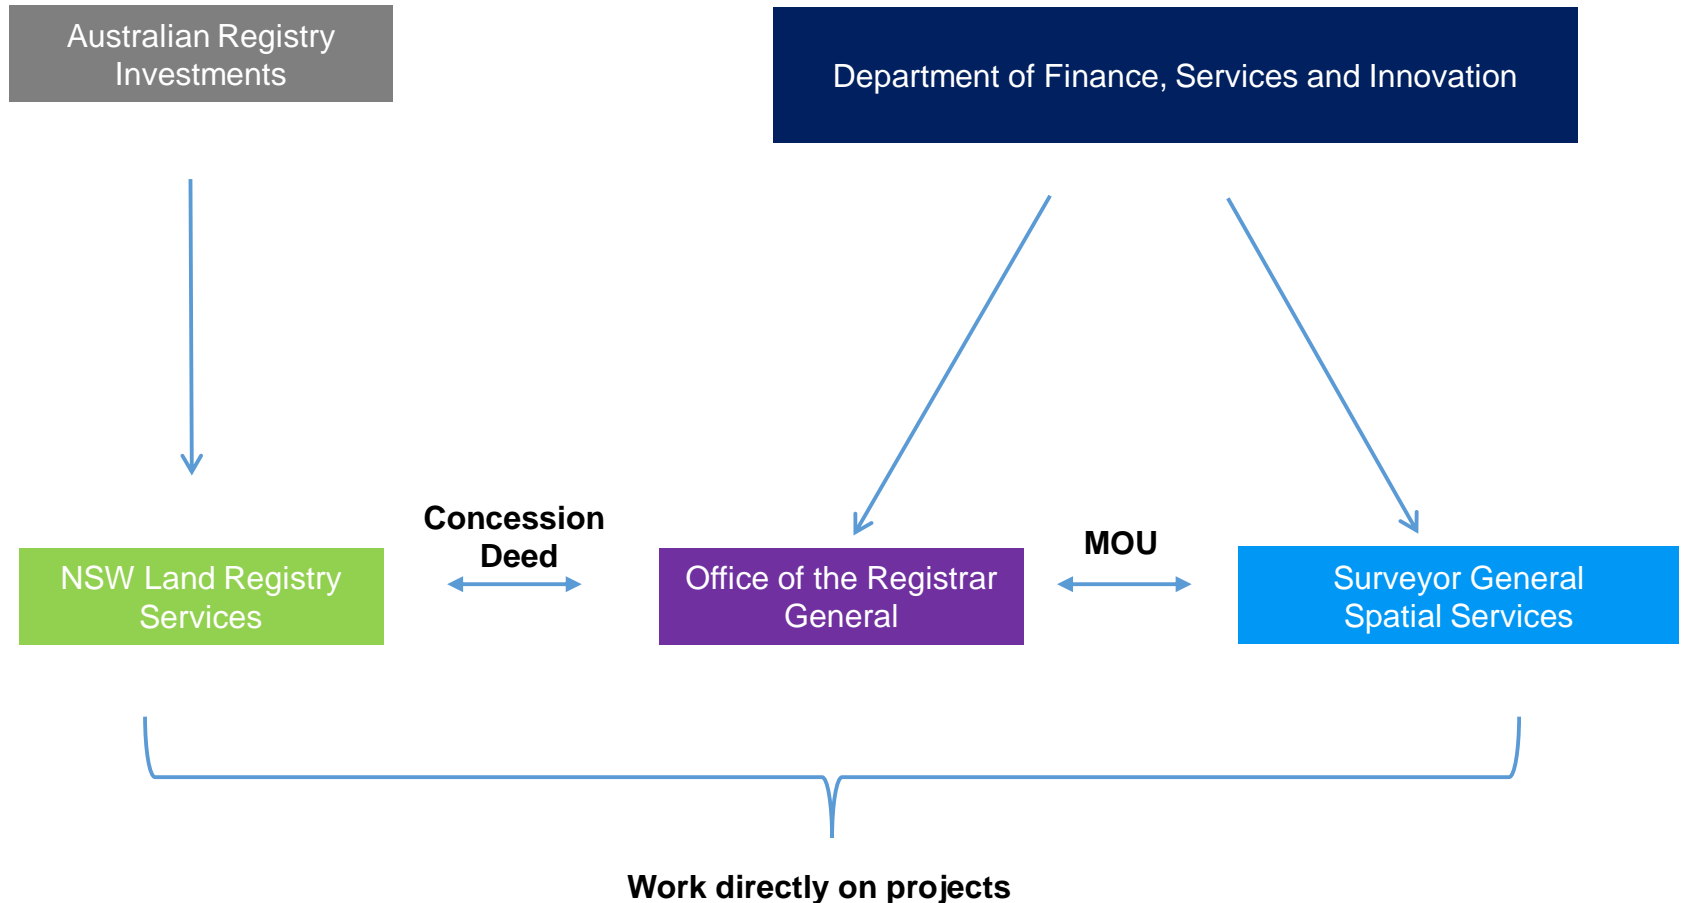 Australian Registry
Investments
Department of Finance, Services and Innovation
Concession
Deed
MOU
NSW Land Registry
Services
Office of the Registrar
General
Surveyor General
Spatial Services
Work directly on projects